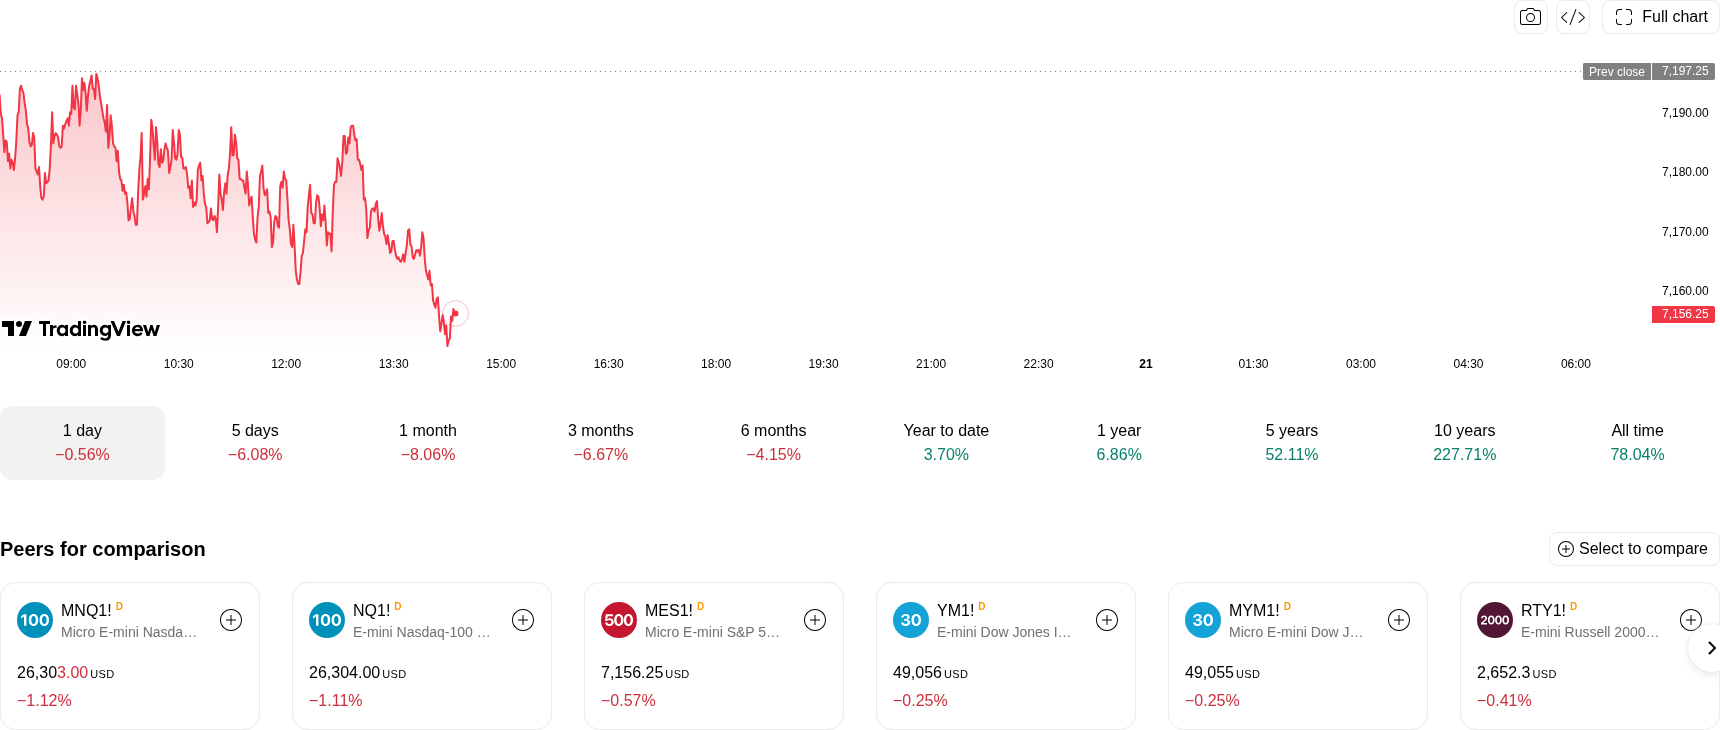 Full chart
Prev close 7,197.25
7,190.00
7,180.00
7,170.00
7,160.00
7,156.25
TradingView
09:00 10:30 12:00 13:30 15:00 16:30 18:00 19:30 21:00 22:30 21 01:30 03:00 04:30 06:00
1 day 5 days 1 month 3 months 6 months Year to date 1 year 5 years 10 years All time
−0.56% −6.08% −8.06% −6.67% −4.15% 3.70% 6.86% 52.11% 227.71% 78.04%
Peers for comparison
Select to compare
100 MNQ1! D
Micro E-mini Nasda…
26,303.00 USD
−1.12%
100 NQ1! D
E-mini Nasdaq-100 …
26,304.00 USD
−1.11%
500 MES1! D
Micro E-mini S&P 5…
7,156.25 USD
−0.57%
30 YM1! D
E-mini Dow Jones I…
49,056 USD
−0.25%
30 MYM1! D
Micro E-mini Dow J…
49,055 USD
−0.25%
2000 RTY1! D
E-mini Russell 2000…
2,652.3 USD
−0.41%